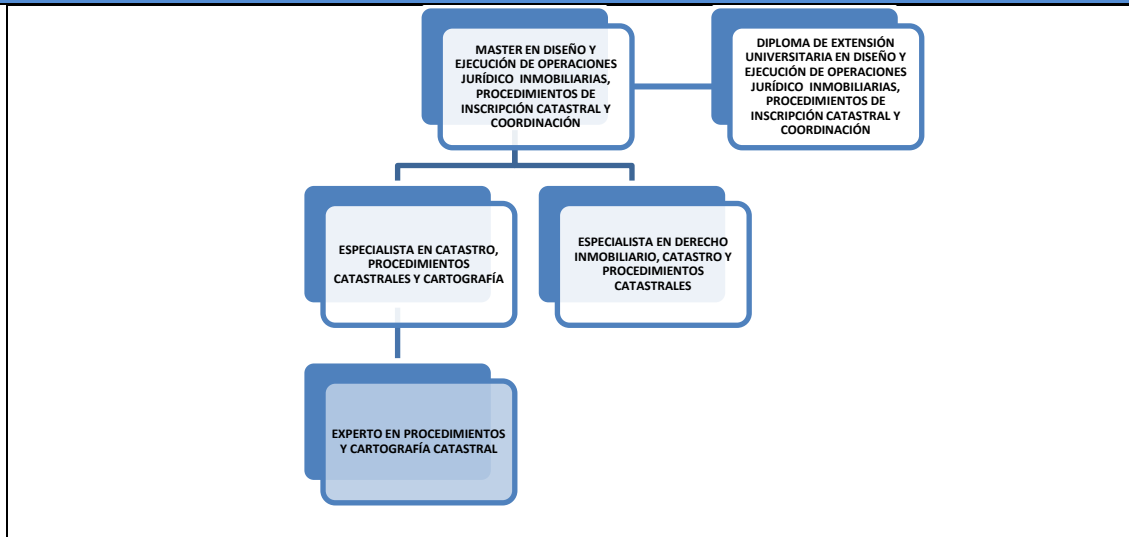 MASTER EN DISEÑO Y
EJECUCIÓN DE OPERACIONES
JURÍDICO INMOBILIARIAS,
PROCEDIMIENTOS DE
INSCRIPCIÓN CATASTRAL Y
COORDINACIÓN
DIPLOMA DE EXTENSIÓN
UNIVERSITARIA EN DISEÑO Y
EJECUCIÓN DE OPERACIONES
JURÍDICO INMOBILIARIAS,
PROCEDIMIENTOS DE
INSCRIPCIÓN CATASTRAL Y
COORDINACIÓN
ESPECIALISTA EN CATASTRO,
PROCEDIMIENTOS
CATASTRALES Y CARTOGRAFÍA
ESPECIALISTA EN DERECHO
INMOBILIARIO, CATASTRO Y
PROCEDIMIENTOS
CATASTRALES
EXPERTO EN PROCEDIMIENTOS
Y CARTOGRAFÍA CATASTRAL